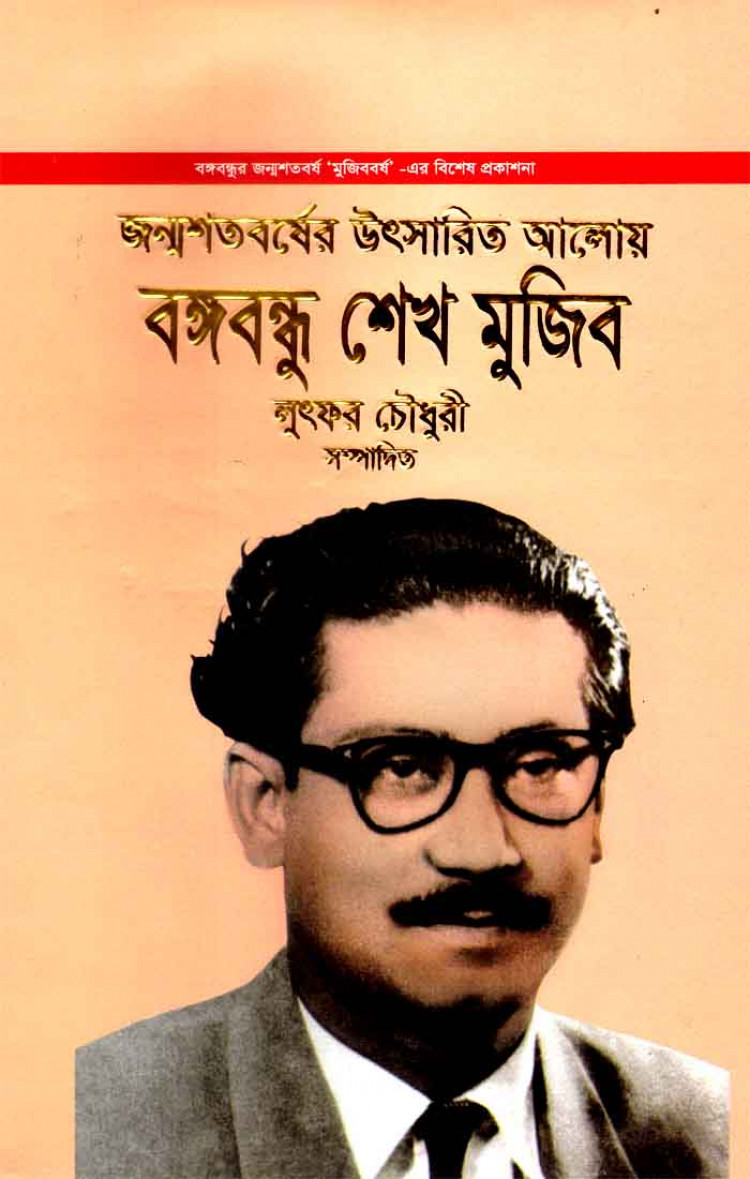 বঙ্গবন্ধুর জন্মশতবর্ষ ‘মুজিববর্ষ’ -এর বিশেষ প্রকাশনা
জন্মশতবর্ষের উৎসারিত আলোয়
বঙ্গবন্ধু শেখ মুজিব
লুৎফর চৌধুরী
সম্পাদিত